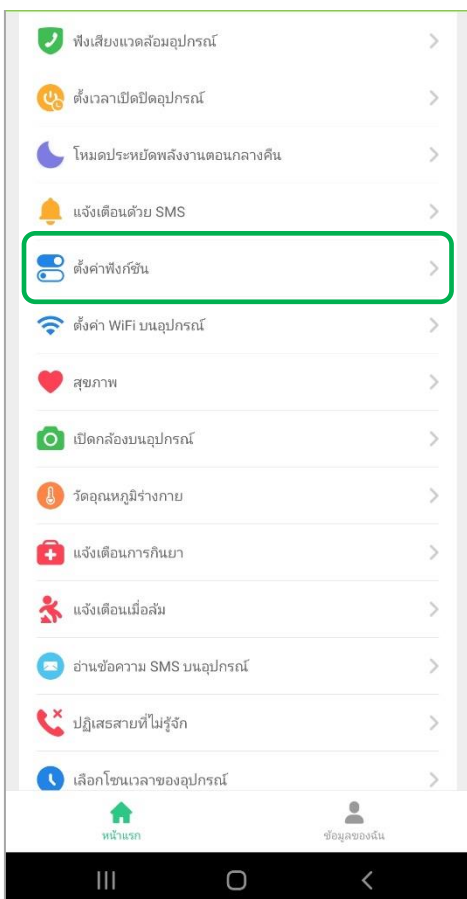 ฟังเสียงแวดล้อมอุปกรณ์
ตั้งเวลาเปิดปิดอุปกรณ์
โหมดประหยัดพลังงานตอนกลางคืน
แจ้งเตือนด้วย SMS
ตั้งค่าฟังก์ชัน
ตั้งค่า WiFi บนอุปกรณ์
สุขภาพ
เปิดกล้องบนอุปกรณ์
วัดอุณหภูมิร่างกาย
แจ้งเตือนการกินยา
แจ้งเตือนเมื่อล้ม
อ่านข้อความ SMS บนอุปกรณ์
ปฏิเสธสายที่ไม่รู้จัก
เลือกโซนเวลาของอุปกรณ์
หน้าแรก
ข้อมูลของฉัน